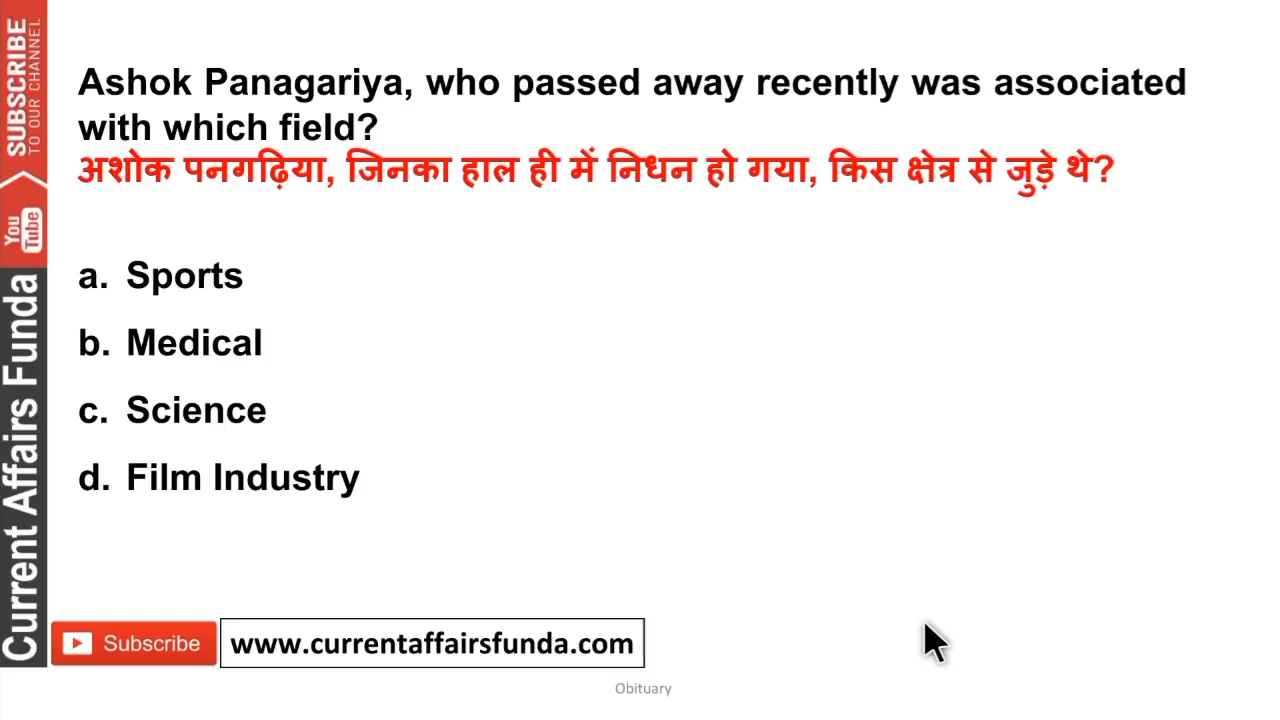 Ashok Panagariya, who passed away recently was associated
with which field?
अशोक पनगढ़िया, जिनका हाल ही में निधन हो गया, किस क्षेत्र से जुड़े थे?
a. Sports
b. Medical
c. Science
d. Film Industry
SUBSCRIBE
TO OUR CHANNEL
You
Tube
Current Affairs Funda
Subscribe
www.currentaffairsfunda.com
Obituary